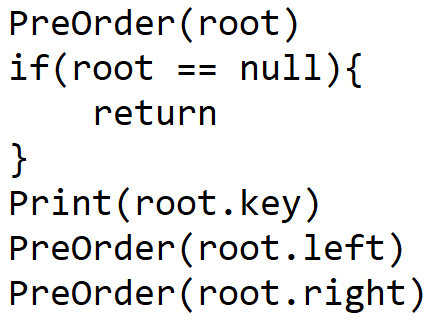 PreOrder(root)
if(root == null){
    return
}
Print(root.key)
PreOrder(root.left)
PreOrder(root.right)